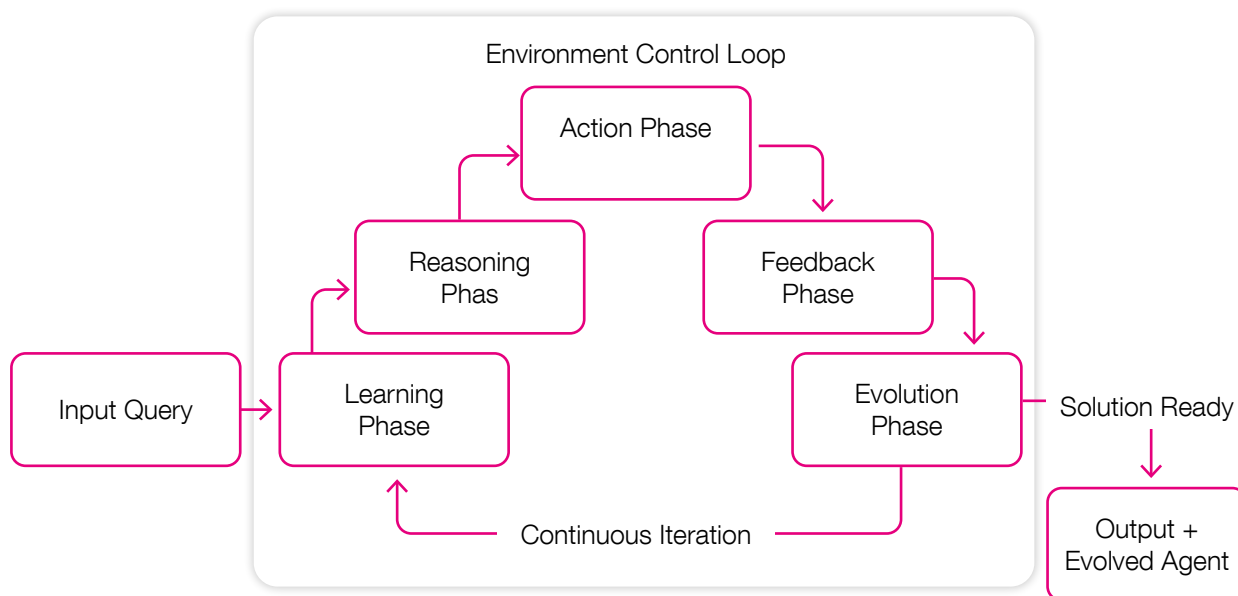 Environment Control Loop
Action Phase
Reasoning
Phas
Feedback
Phase
Input Query
Learning
Phase
Evolution
Phase
Solution Ready
Continuous Iteration
Output +
Evolved Agent